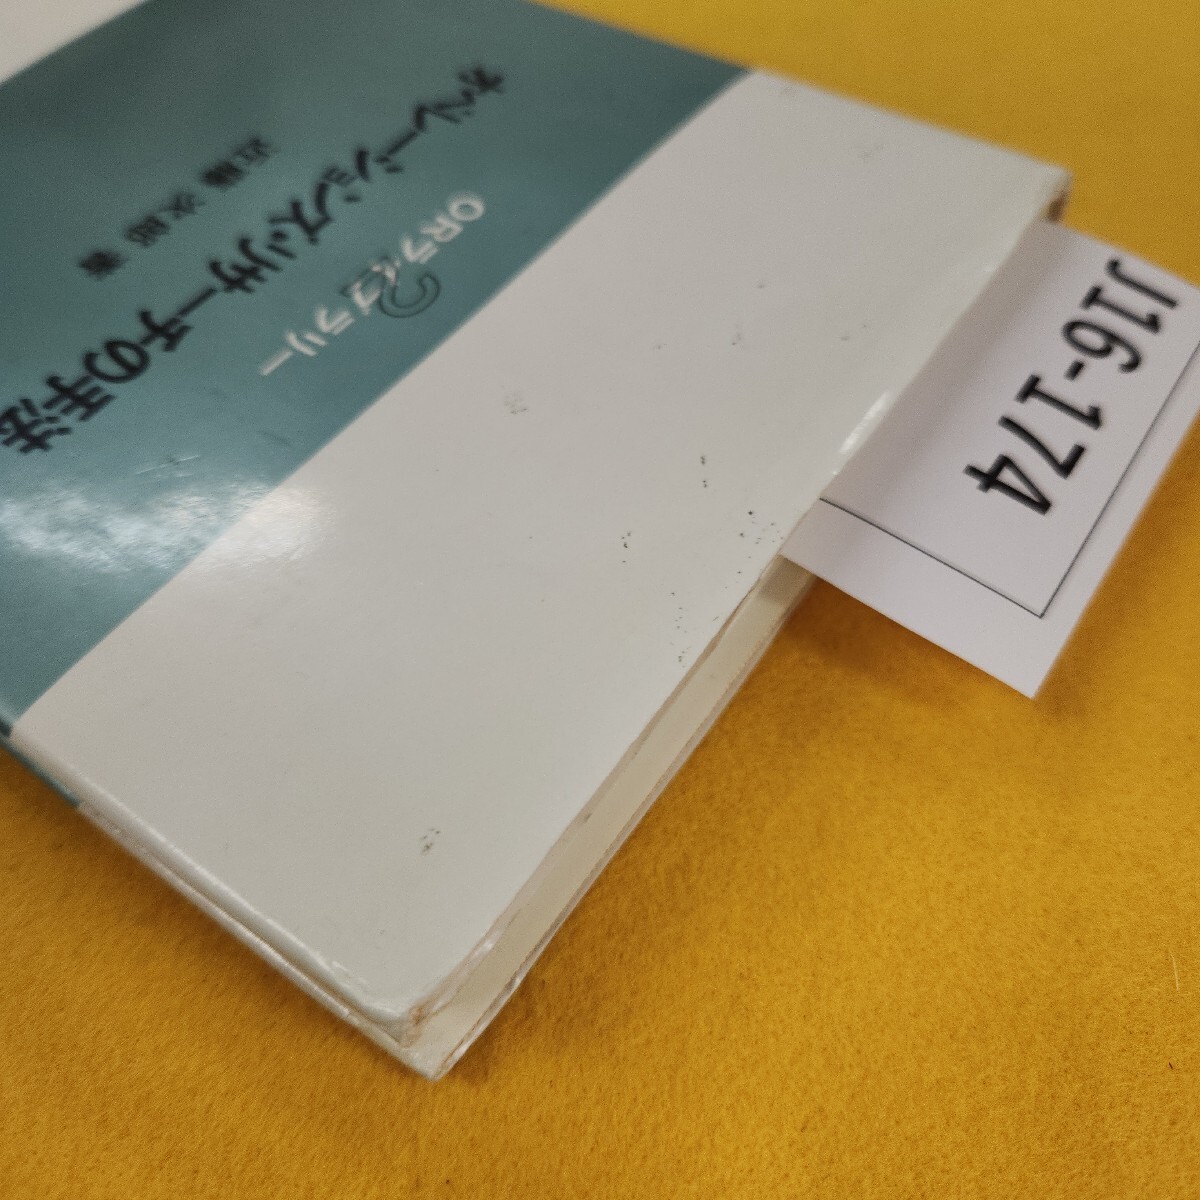 ORライブラリー 2
オペレーションズ・リサーチの手法
近藤 次郎 著
J16-174